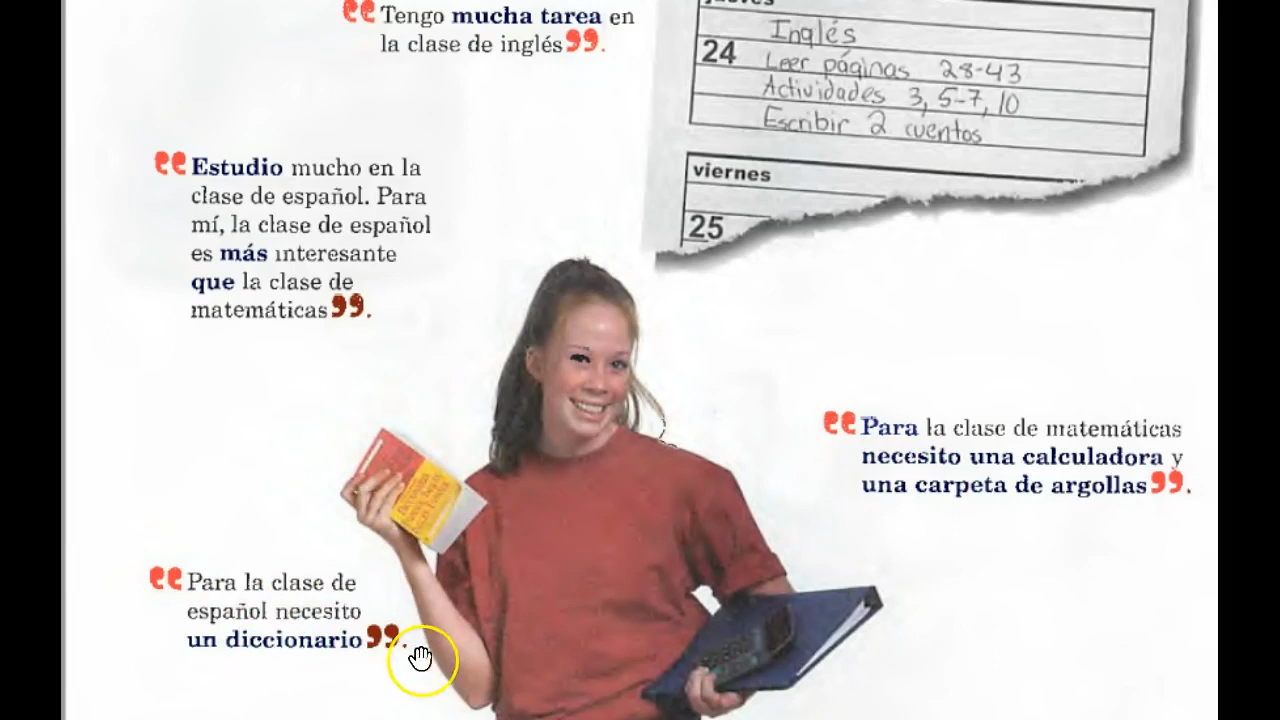 “Tengo mucha tarea en
la clase de inglés”.
jueves
Inglés
24 Leer páginas 28-43
Actividades 3, 5-7, 10
Escribir 2 cuentos
viernes
25
“Estudio mucho en la
clase de español. Para
mí, la clase de español
es más interesante
que la clase de
matemáticas”.
“Para la clase de matemáticas
necesito una calculadora y
una carpeta de argollas”.
“Para la clase de
español necesito
un diccionario”.